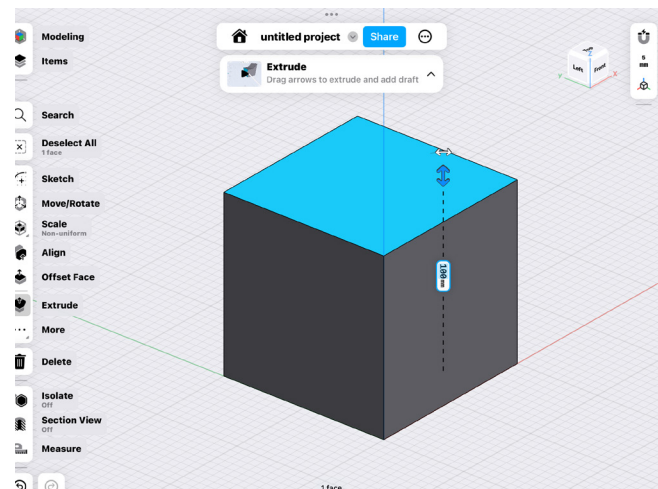 Modeling
untitled project
Share
Items
Extrude
Drag arrows to extrude and add draft
Left
Front
Z
Y
X
5
mm
Search
Deselect All
1 face
Sketch
Move/Rotate
Scale
Non-uniform
Align
Offset Face
Extrude
100 mm
More
Delete
Isolate
Off
Section View
Off
Measure
1 face